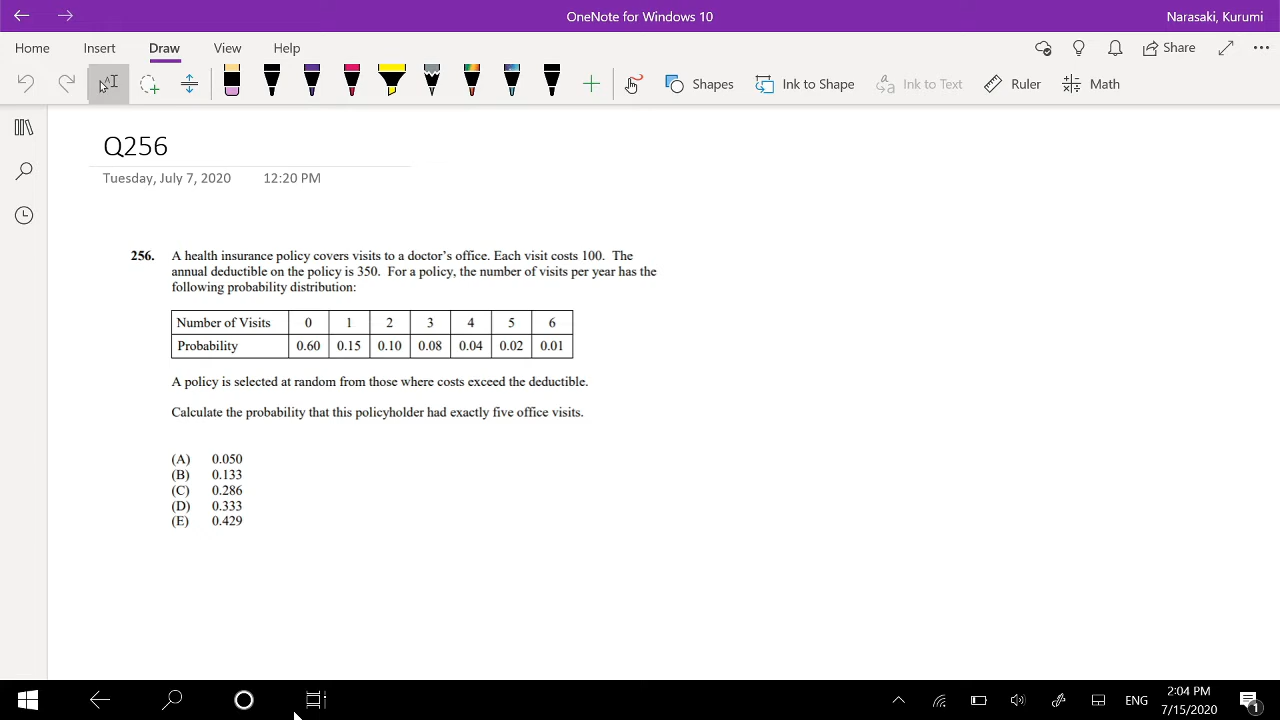 OneNote for Windows 10
Narasaki, Kurumi
Home Insert Draw View Help
Share
Shapes Ink to Shape Ink to Text Ruler Math
Q256
Tuesday, July 7, 2020 12:20 PM
256. A health insurance policy covers visits to a doctor's office. Each visit costs 100. The
annual deductible on the policy is 350. For a policy, the number of visits per year has the
following probability distribution:
Number of Visits 0 1 2 3 4 5 6
Probability 0.60 0.15 0.10 0.08 0.04 0.02 0.01
A policy is selected at random from those where costs exceed the deductible.
Calculate the probability that this policyholder had exactly five office visits.
(A) 0.050
(B) 0.133
(C) 0.286
(D) 0.333
(E) 0.429
ENG
2:04 PM
7/15/2020
1